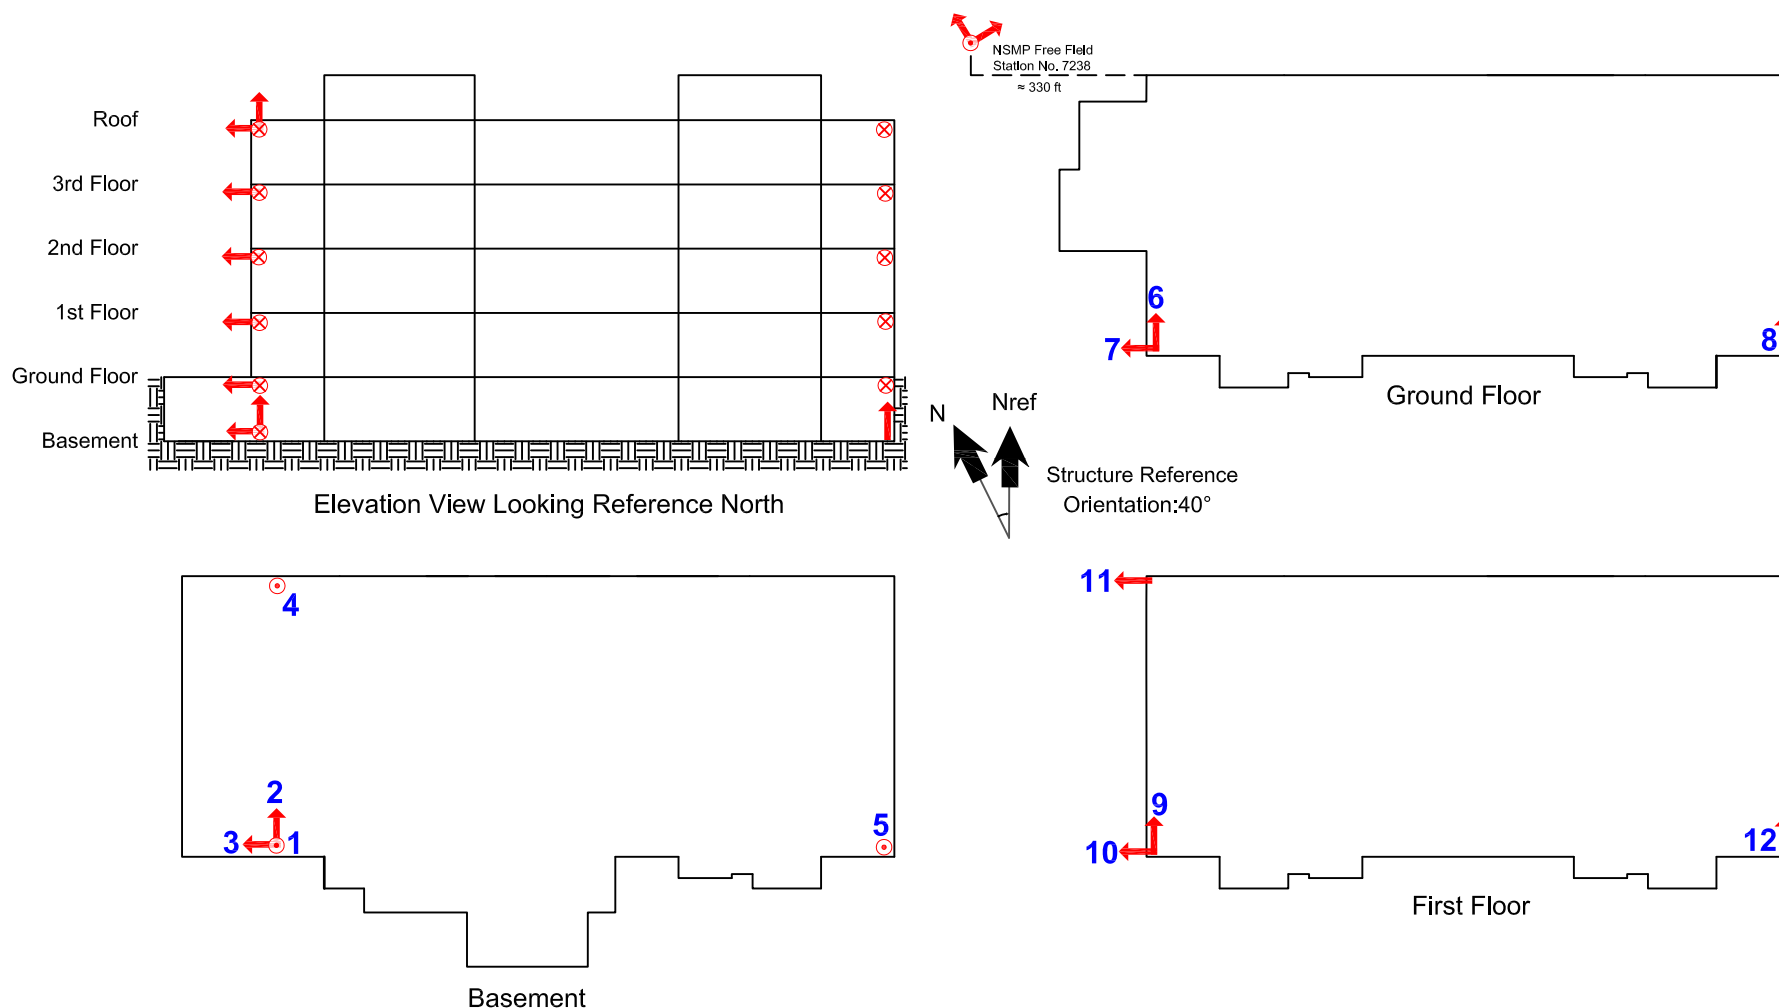 NSMP Free Field
Station No. 7238
≈ 330 ft
Roof
3rd Floor
2nd Floor
1st Floor
Ground Floor
Basement
Elevation View Looking Reference North
6
7
8
Ground Floor
N
Nref
Structure Reference
Orientation:40°
4
2
3
1
5
Basement
11
9
10
12
First Floor